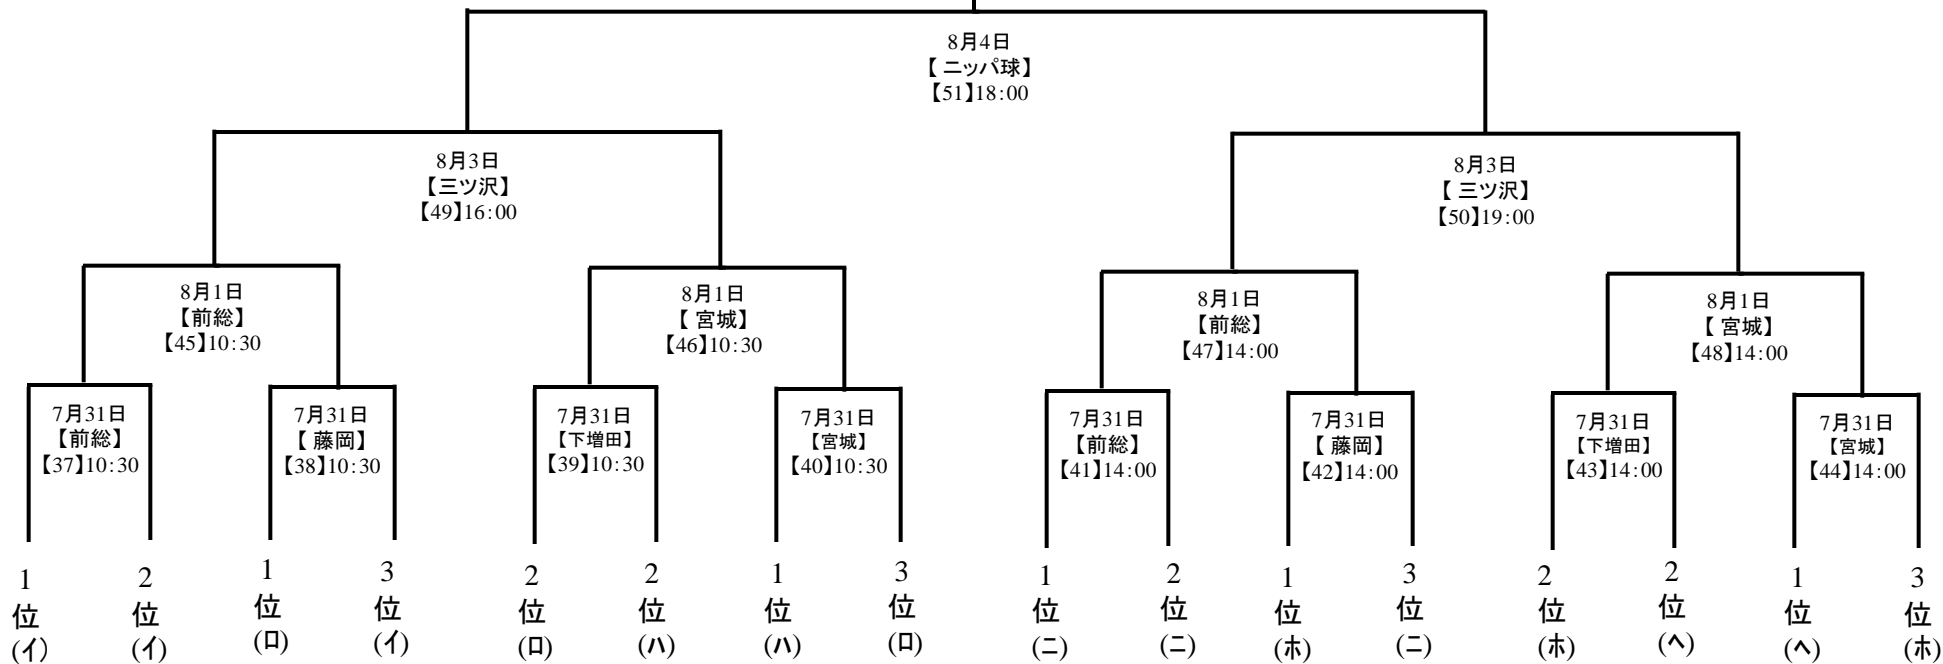 8月4日
【 ニッパ球】
【51】18:00
8月3日
【三ツ沢】
【49】16:00
8月3日
【 三ツ沢】
【50】19:00
8月1日
【前総】
【45】10:30
8月1日
【 宮城】
【46】10:30
8月1日
【前総】
【47】14:00
8月1日
【 宮城】
【48】14:00
7月31日
【前総】
【37】10:30
7月31日
【 藤岡】
【38】10:30
7月31日
【下増田】
【39】10:30
7月31日
【宮城】
【40】10:30
7月31日
【前総】
【41】14:00
7月31日
【 藤岡】
【42】14:00
7月31日
【下増田】
【43】14:00
7月31日
【宮城】
【44】14:00
1位(イ)
2位(イ)
1位(ロ)
3位(イ)
2位(ロ)
2位(ハ)
1位(ハ)
3位(ロ)
1位(ニ)
2位(ニ)
1位(ホ)
3位(ニ)
2位(ホ)
2位(ヘ)
1位(ヘ)
3位(ホ)